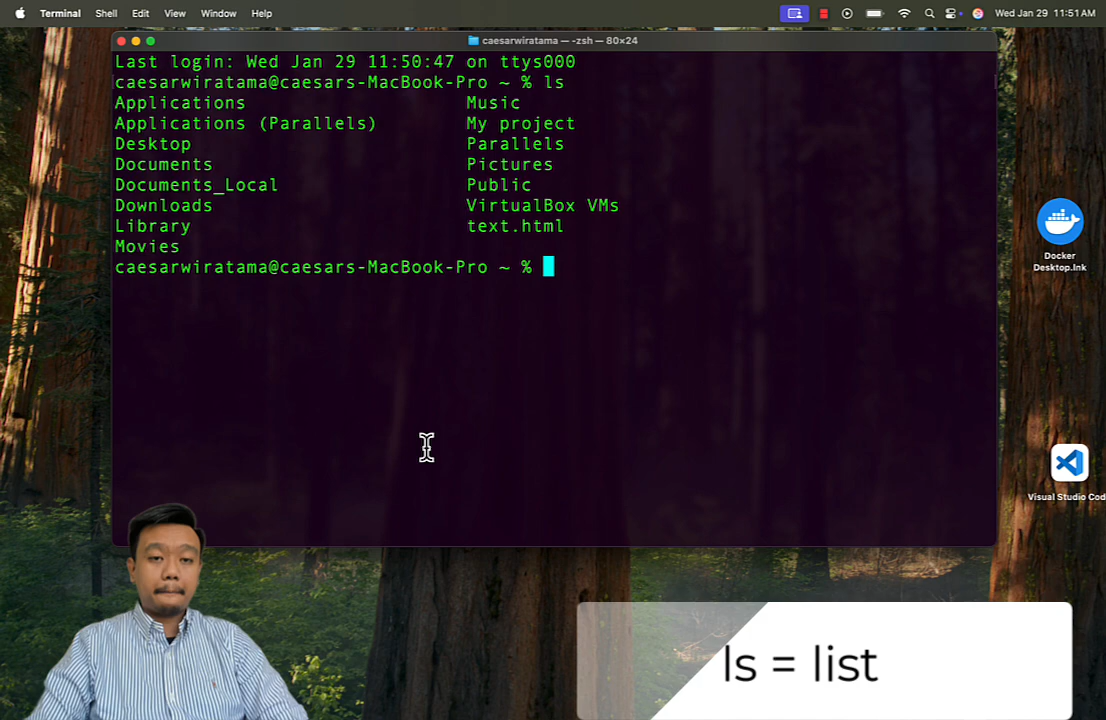 Terminal Shell Edit View Window Help Wed Jan 29 11:51 AM
caesarwiratama — -zsh — 80×24
Last login: Wed Jan 29 11:50:47 on ttys000
caesarwiratama@caesars-MacBook-Pro ~ % ls
Applications Music
Applications (Parallels) My project
Desktop Parallels
Documents Pictures
Documents_Local Public
Downloads VirtualBox VMs
Library text.html
Movies
caesarwiratama@caesars-MacBook-Pro ~ %
Docker
Desktop.lnk
Visual Studio Cod
ls = list